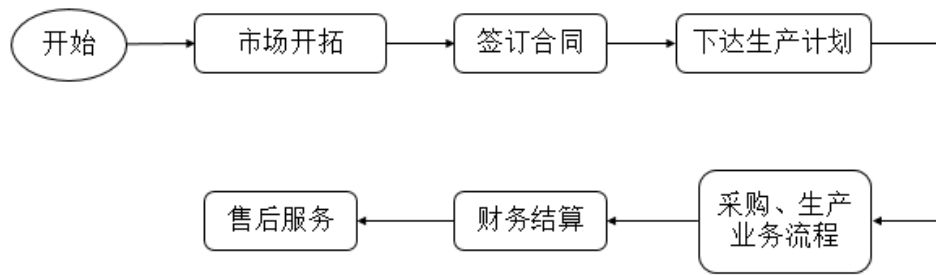 开始
市场开拓
签订合同
下达生产计划
采购、生产
业务流程
财务结算
售后服务